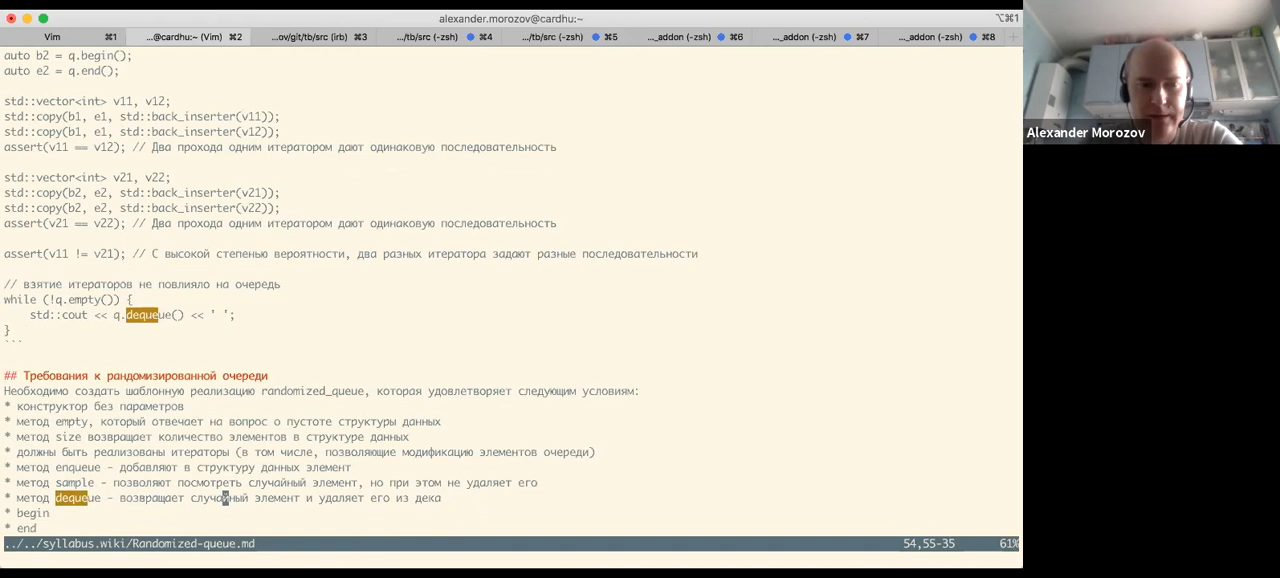 alexander.morozov@cardhu:~
⌥⌘1
Vim ⌘1 ...@cardhu:~ (Vim) ⌘2 ...ov/git/tb/src (irb) ⌘3 .../tb/src (-zsh) ⌘4 .../tb/src (-zsh) ⌘5 ..._addon (-zsh) ⌘6 ..._addon (-zsh) ⌘7 ..._addon (-zsh) ⌘8
auto b2 = q.begin();
auto e2 = q.end();
std::vector<int> v11, v12;
std::copy(b1, e1, std::back_inserter(v11));
std::copy(b1, e1, std::back_inserter(v12));
assert(v11 == v12); // Два прохода одним итератором дают одинаковую последовательность
std::vector<int> v21, v22;
std::copy(b2, e2, std::back_inserter(v21));
std::copy(b2, e2, std::back_inserter(v22));
assert(v21 == v22); // Два прохода одним итератором дают одинаковую последовательность
assert(v11 != v21); // С высокой степенью вероятности, два разных итератора задают разные последовательности
// взятие итераторов не повлияло на очередь
while (!q.empty()) {
std::cout << q.dequeue() << ' ';
}
```
## Требования к рандомизированной очереди
Необходимо создать шаблонную реализацию randomized_queue, которая удовлетворяет следующим условиям:
* конструктор без параметров
* метод empty, который отвечает на вопрос о пустоте структуры данных
* метод size возвращает количество элементов в структуре данных
* должны быть реализованы итераторы (в том числе, позволяющие модификацию элементов очереди)
* метод enqueue - добавляют в структуру данных элемент
* метод sample - позволяют посмотреть случайный элемент, но при этом не удаляет его
* метод dequeue - возвращает случайный элемент и удаляет его из дека
* begin
* end
../../syllabus.wiki/Randomized-queue.md 54,55-35 61%
Alexander Morozov